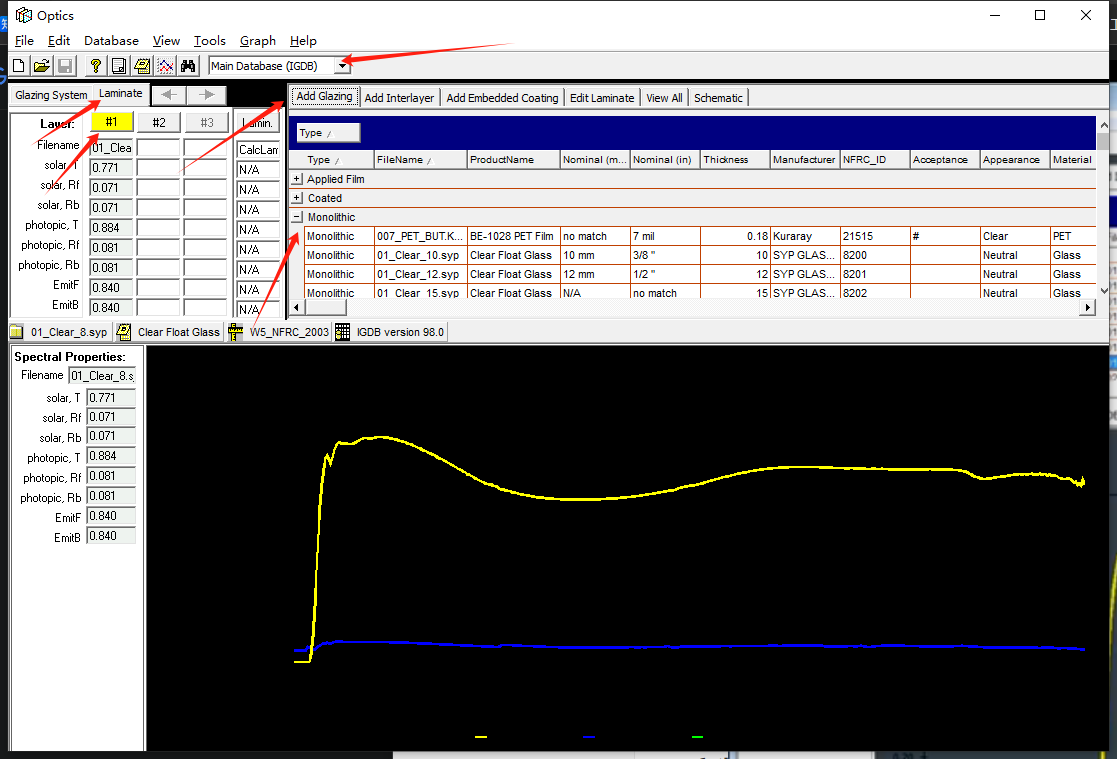 Optics
File Edit Database View Tools Graph Help
Main Database (IGDB)
Glazing System Laminate
Layer: #1 #2 #3 Lamin.
Filename 01_Clea CalcLam
solar, T 0.771 N/A
solar, Rf 0.071 N/A
solar, Rb 0.071 N/A
photopic, T 0.884 N/A
photopic, Rf 0.081 N/A
photopic, Rb 0.081 N/A
EmitF 0.840 N/A
EmitB 0.840 N/A
Add Glazing Add Interlayer Add Embedded Coating Edit Laminate View All Schematic
Type
Type FileName ProductName Nominal (m... Nominal (in) Thickness Manufacturer NFRC_ID Acceptance Appearance Material
Applied Film
Coated
Monolithic
Monolithic 007_PET_BUT.K... BE-1028 PET Film no match 7 mil 0.18 Kuraray 21515 # Clear PET
Monolithic 01_Clear_10.syp Clear Float Glass 10 mm 3/8 " 10 SYP GLAS... 8200 Neutral Glass
Monolithic 01_Clear_12.syp Clear Float Glass 12 mm 1/2 " 12 SYP GLAS... 8201 Neutral Glass
Monolithic 01_Clear_15.syp Clear Float Glass N/A no match 15 SYP GLAS... 8202 Neutral Glass
01_Clear_8.syp Clear Float Glass W5_NFRC_2003 IGDB version 98.0
Spectral Properties:
Filename 01_Clear_8.s
solar, T 0.771
solar, Rf 0.071
solar, Rb 0.071
photopic, T 0.884
photopic, Rf 0.081
photopic, Rb 0.081
EmitF 0.840
EmitB 0.840